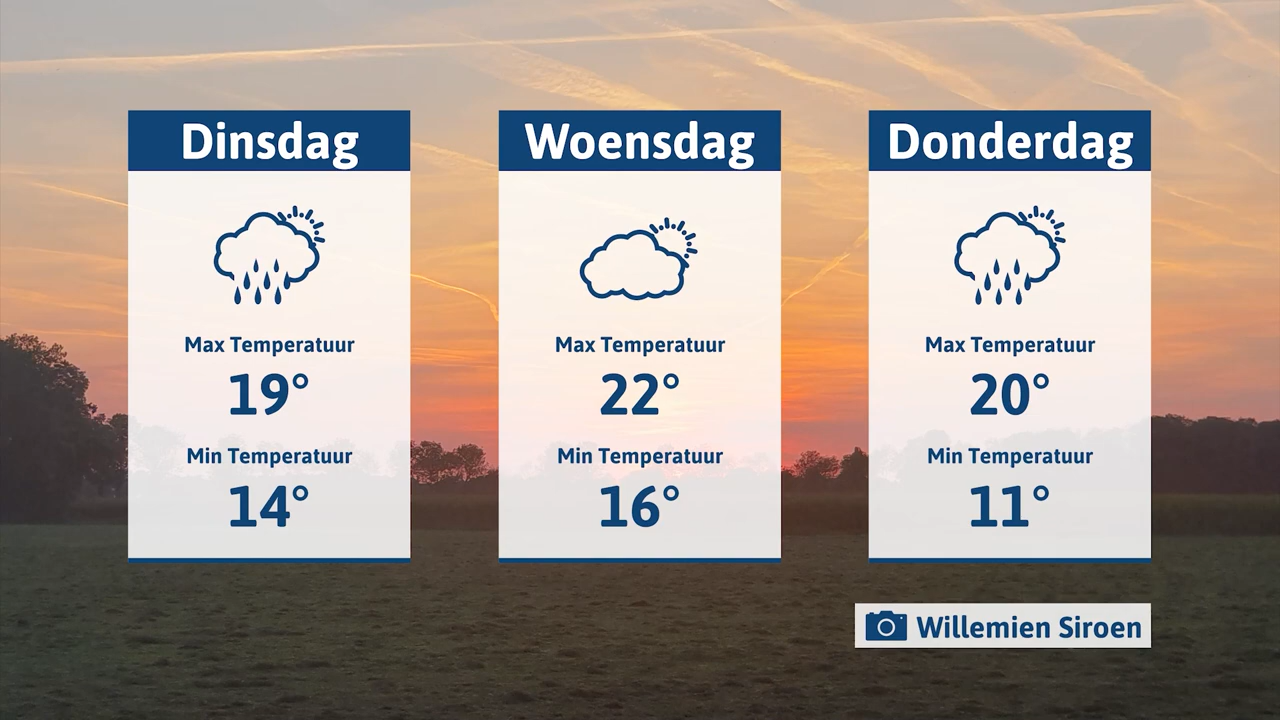 Dinsdag
Max Temperatuur
19°
Min Temperatuur
14°
Woensdag
Max Temperatuur
22°
Min Temperatuur
16°
Donderdag
Max Temperatuur
20°
Min Temperatuur
11°
Willemien Siroen